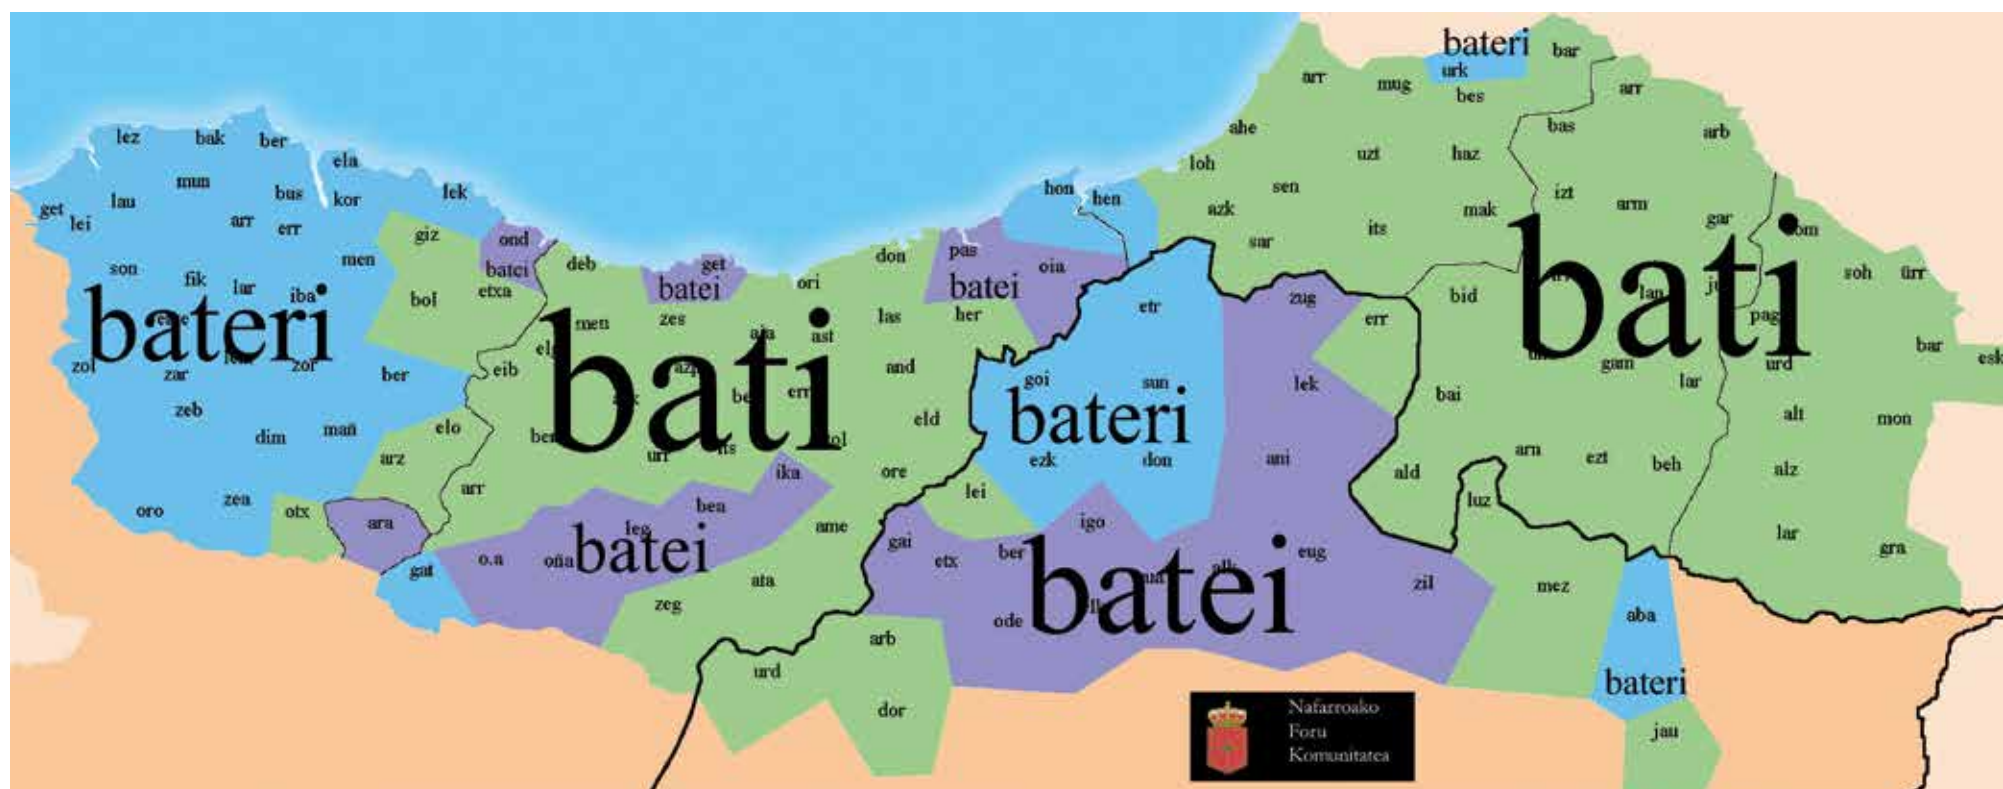 bateri
bar
urk
arr
mug
bes
arr
lez
bak
ber
ahe
bas
arb
ela
loh
uzt
haz
mun
lek
hon
hen
sen
izt
lau
bus
kor
get
lei
arr
err
azk
mak
arm
gar
its
giz
ond
sar
men
batei
deb
get
don
pas
oia
son
fik
lar
iba
etxa
batei
ori
batei
bid
lan
soh
ürr
bol
zug
etr
err
bateri
bati
bati
men
zes
las
her
ast
pag
bar
esk
zol
zar
zor
ber
eib
and
goi
sun
lek
gam
lar
urd
bateri
zeb
dim
mañ
elo
eld
bai
alt
mon
arz
ezk
don
ani
ald
arn
ezt
beh
alz
oro
zea
otx
arr
ika
ore
lei
luz
ara
leg
bea
ame
igo
lar
gra
gat
o.a
oña
batei
gai
etx
ber
batei
eug
zeg
ata
ode
zil
mez
aba
urd
arb
dor
bateri
jau
Nafarroako
Foru
Komunitatea